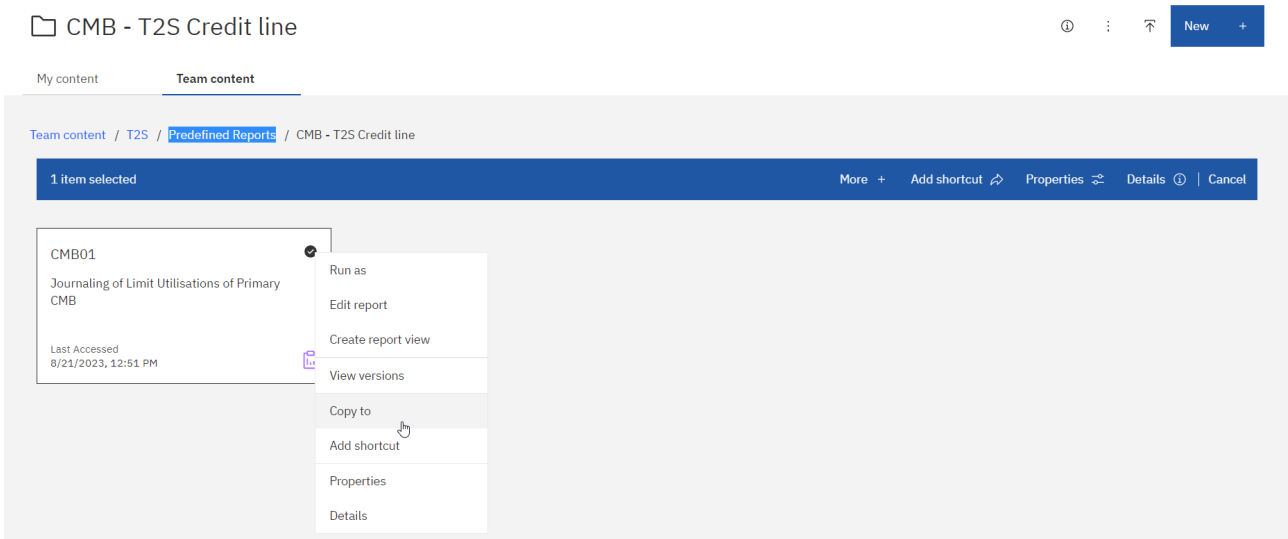 CMB - T2S Credit line
New +
My content Team content
Team content / T2S / Predefined Reports / CMB - T2S Credit line
1 item selected More + Add shortcut Properties Details | Cancel
CMB01
Journaling of Limit Utilisations of Primary
CMB
Last Accessed
8/21/2023, 12:51 PM
Run as
Edit report
Create report view
View versions
Copy to
Add shortcut
Properties
Details